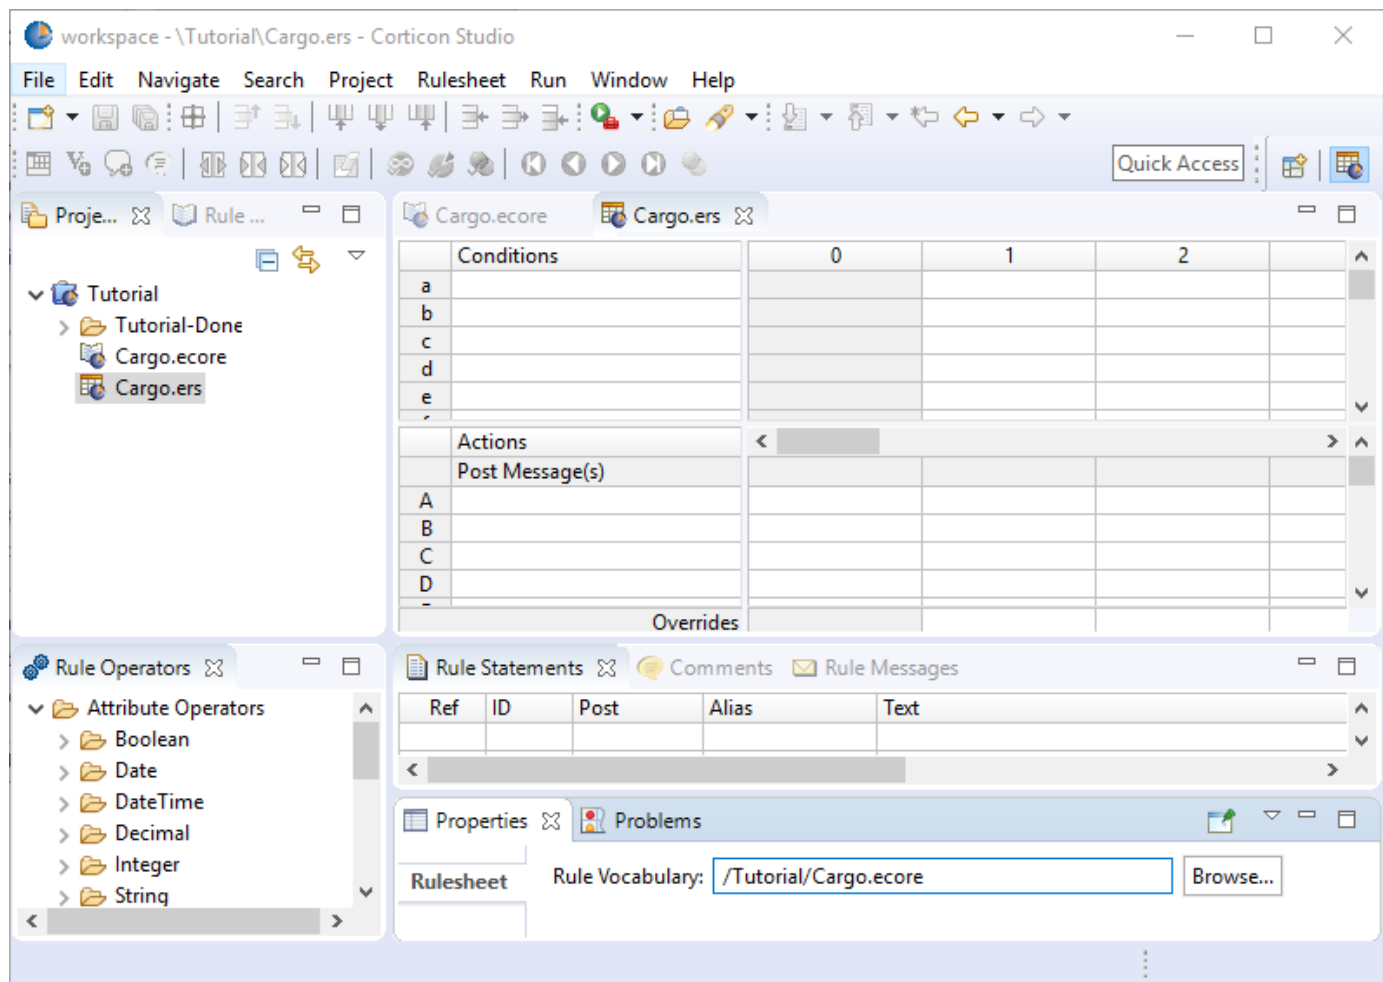 workspace - \Tutorial\Cargo.ers - Corticon Studio
File Edit Navigate Search Project Rulesheet Run Window Help
Quick Access
Proje... Rule ...
Tutorial
Tutorial-Done
Cargo.ecore
Cargo.ers
Cargo.ecore Cargo.ers
Conditions 0 1 2
a
b
c
d
e
Actions
Post Message(s)
A
B
C
D
Overrides
Rule Operators
Attribute Operators
Boolean
Date
DateTime
Decimal
Integer
String
Rule Statements Comments Rule Messages
Ref ID Post Alias Text
Properties Problems
Rulesheet
Rule Vocabulary: /Tutorial/Cargo.ecore Browse...